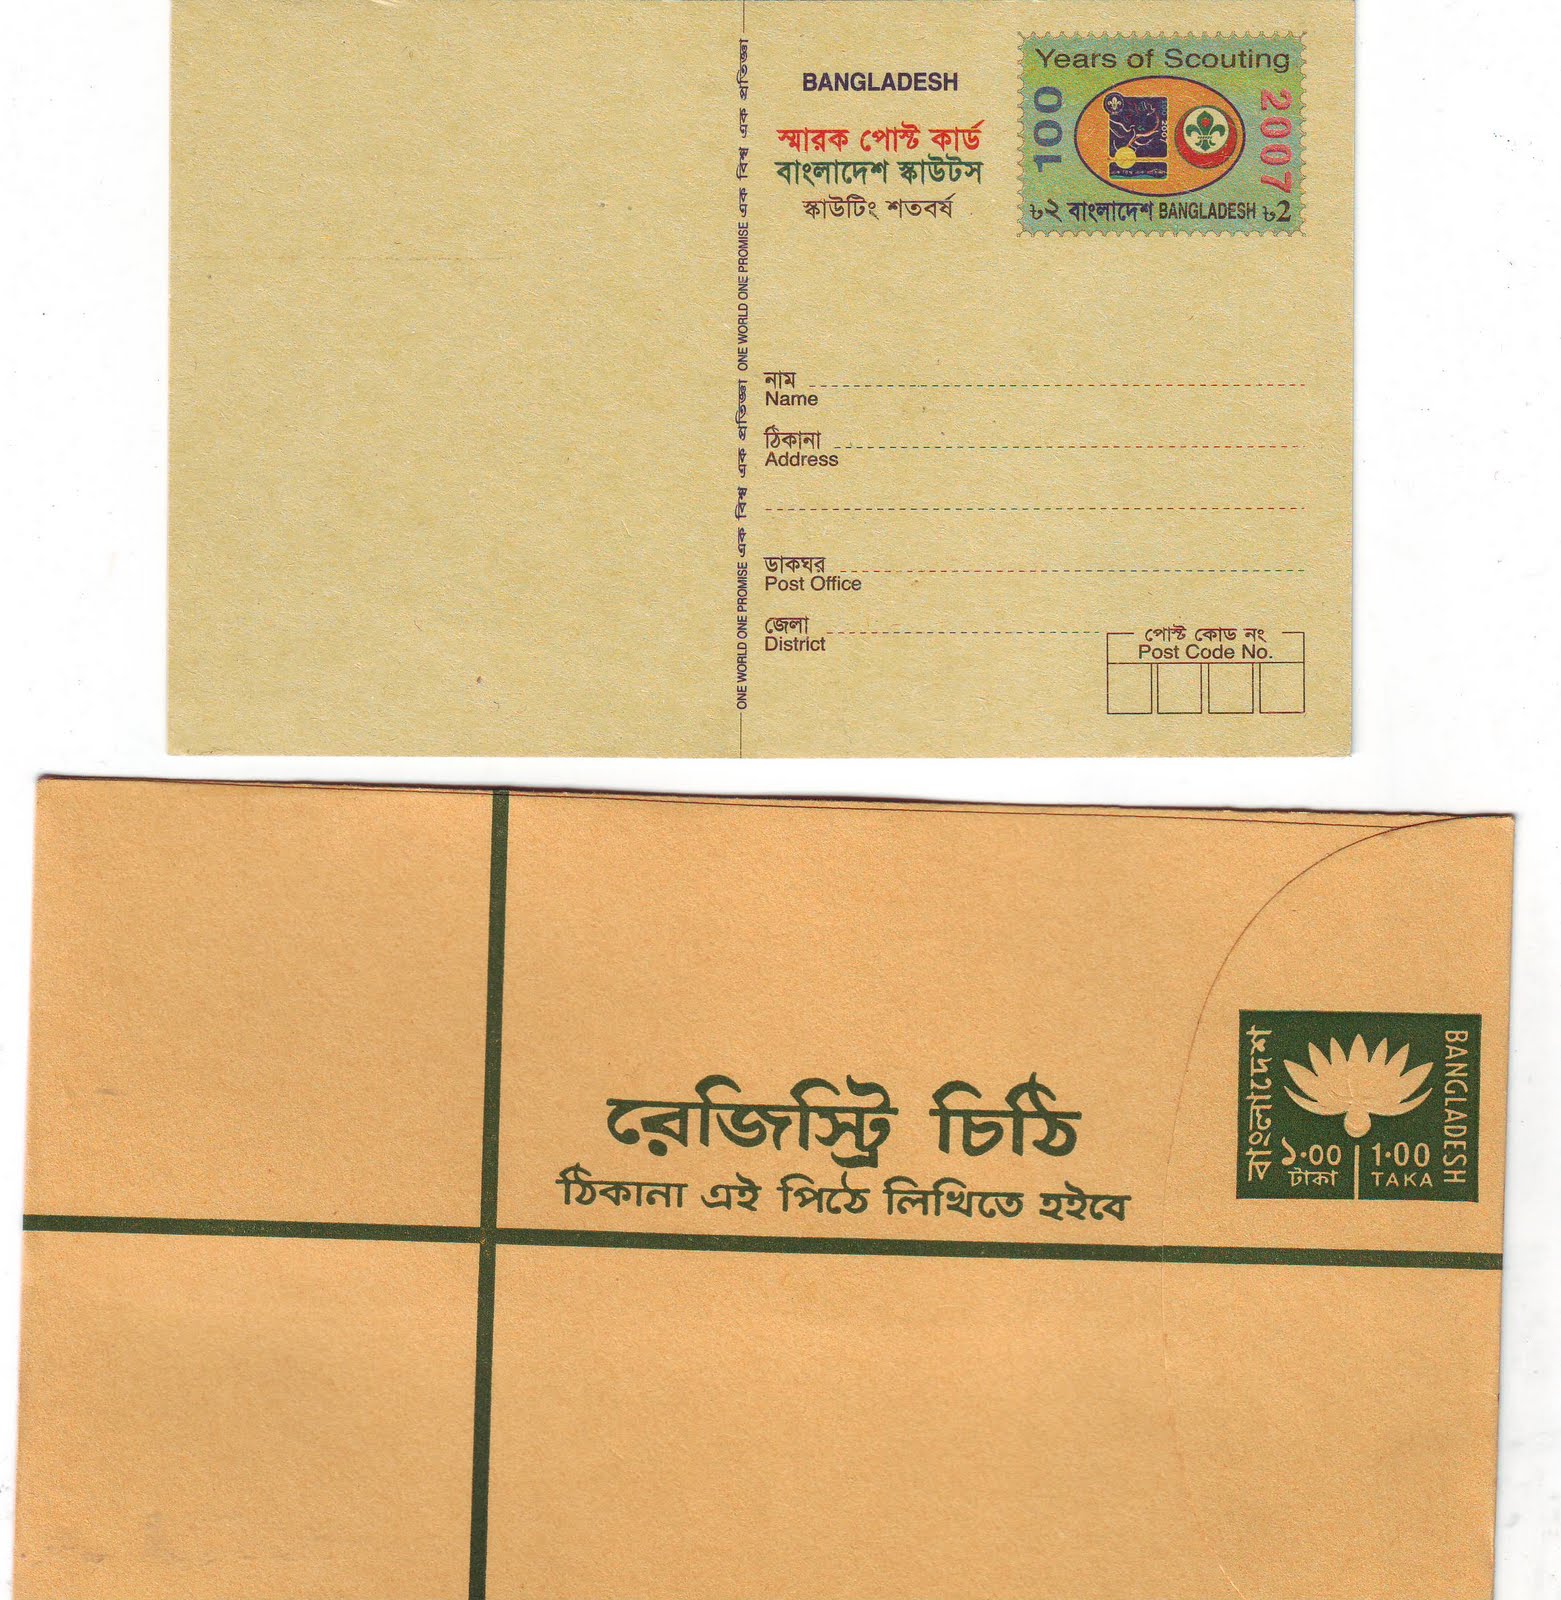 BANGLADESH
স্মারক পোস্ট কার্ড
বাংলাদেশ স্কাউটস
স্কাউটিং শতবর্ষ
Years of Scouting
100
2007
৳২ বাংলাদেশ BANGLADESH ৳2
ONE WORLD ONE PROMISE এক বিশ্ব এক প্রতিজ্ঞা ONE WORLD ONE PROMISE এক বিশ্ব এক প্রতিজ্ঞা
নাম
Name
ঠিকানা
Address
ডাকঘর
Post Office
জেলা
District
পোস্ট কোড নং
Post Code No.
রেজিস্ট্রি চিঠি
ঠিকানা এই পিঠে লিখিতে হইবে
বাংলাদেশ
BANGLADESH
১·০০ 1·00
টাকা TAKA